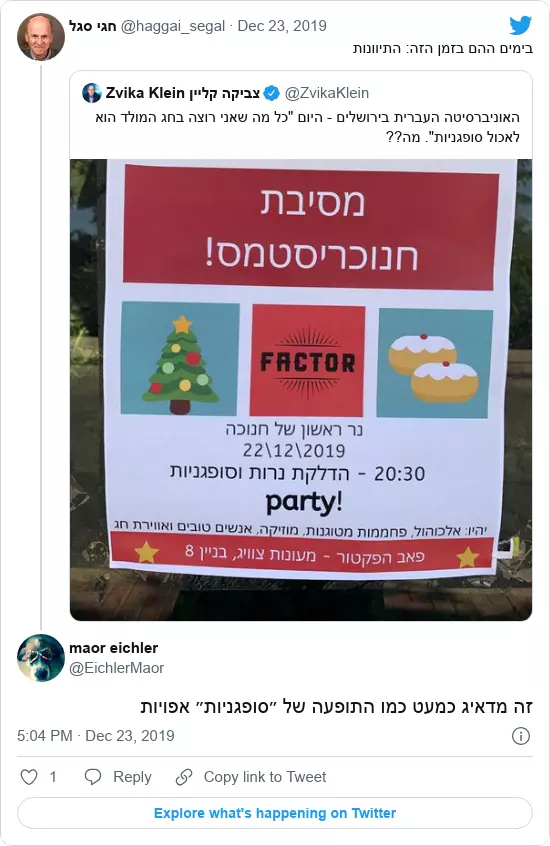 חגי סגל @haggai_segal · Dec 23, 2019
בימים ההם בזמן הזה: התיוונות
Zvika Klein צביקה קליין @ZvikaKlein
האוניברסיטה העברית בירושלים - היום "כל מה שאני רוצה בחג המולד הוא
לאכול סופגניות". מה??
מסיבת
חנוכריסטמס!
FACTOR
נר ראשון של חנוכה
22\12\2019
20:30 - הדלקת נרות וסופגניות
party!
יהיו: אלכוהול, פחממות מטוגנות, מוזיקה, אנשים טובים ואווירת חג
פאב הפקטור - מעונות צוויג, בניין 8
maor eichler
@EichlerMaor
זה מדאיג כמעט כמו התופעה של ״סופגניות״ אפויות
5:04 PM · Dec 23, 2019
1 Reply Copy link to Tweet
Explore what's happening on Twitter